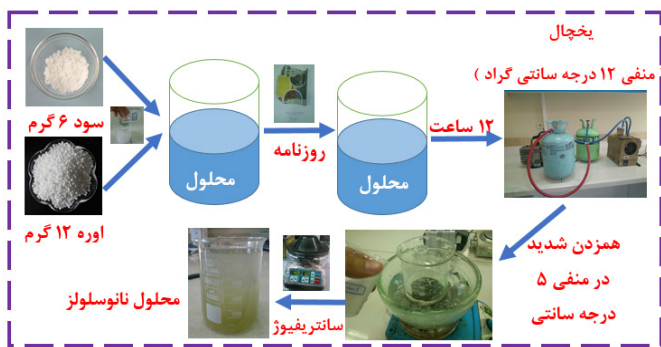 سود ۶ گرم
اوره ۱۲ گرم
محلول
روزنامه
محلول
۱۲ ساعت
یخچال
(منفی ۱۲ درجه سانتی گراد )
همزدن شدید
در منفی ۵
درجه سانتی
سانتریفیوژ
محلول نانوسلولز